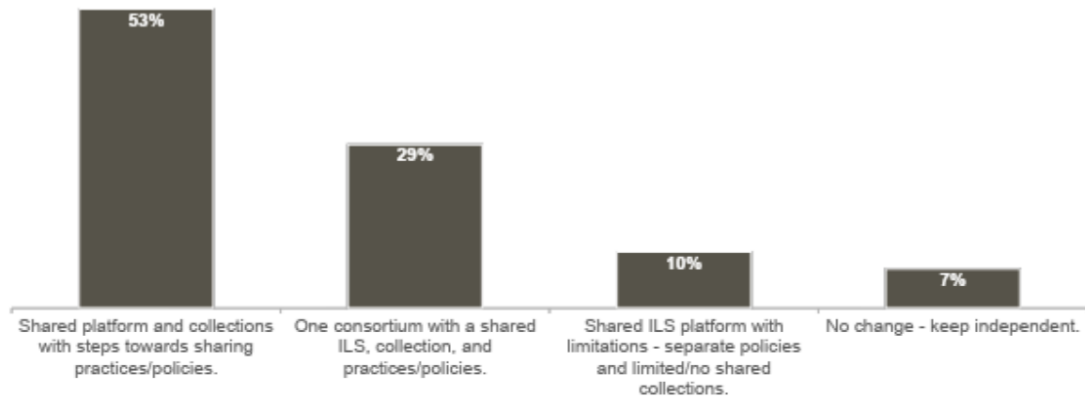 53%
29%
10%
7%
Shared platform and collections
with steps towards sharing
practices/policies.
One consortium with a shared
ILS, collection, and
practices/policies.
Shared ILS platform with
limitations - separate policies
and limited/no shared
collections.
No change - keep independent.